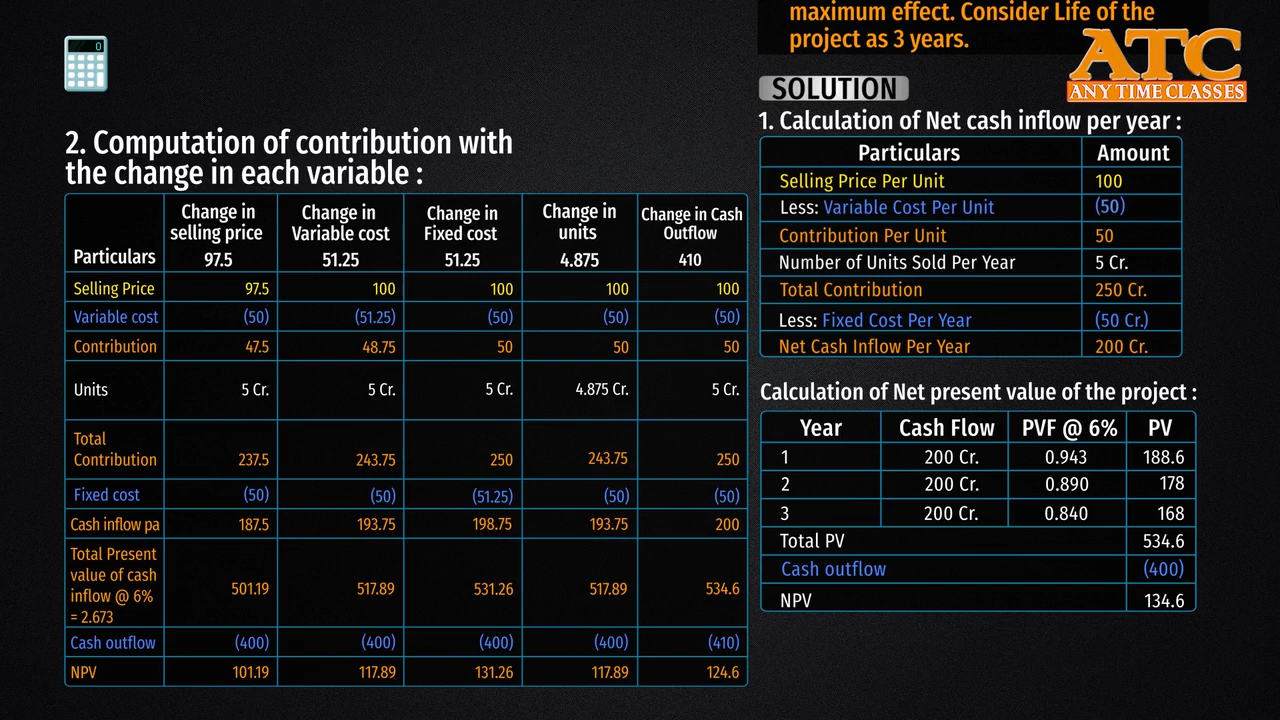 maximum effect. Consider Life of the
project as 3 years.
ATC
ANY TIME CLASSES
0
SOLUTION
1. Calculation of Net cash inflow per year :
Particulars Amount
Selling Price Per Unit 100
Less: Variable Cost Per Unit (50)
Contribution Per Unit 50
Number of Units Sold Per Year 5 Cr.
Total Contribution 250 Cr.
Less: Fixed Cost Per Year (50 Cr.)
Net Cash Inflow Per Year 200 Cr.
Calculation of Net present value of the project :
Year Cash Flow PVF @ 6% PV
1 200 Cr. 0.943 188.6
2 200 Cr. 0.890 178
3 200 Cr. 0.840 168
Total PV 534.6
Cash outflow (400)
NPV 134.6
2. Computation of contribution with
the change in each variable :
Change in Change in Change in Change in Change in Cash
selling price Variable cost Fixed cost units Outflow
Particulars 97.5 51.25 51.25 4.875 410
Selling Price 97.5 100 100 100 100
Variable cost (50) (51.25) (50) (50) (50)
Contribution 47.5 48.75 50 50 50
Units 5 Cr. 5 Cr. 5 Cr. 4.875 Cr. 5 Cr.
Total
Contribution 237.5 243.75 250 243.75 250
Fixed cost (50) (50) (51.25) (50) (50)
Cash inflow pa 187.5 193.75 198.75 193.75 200
Total Present
value of cash
inflow @ 6% 501.19 517.89 531.26 517.89 534.6
= 2.673
Cash outflow (400) (400) (400) (400) (410)
NPV 101.19 117.89 131.26 117.89 124.6